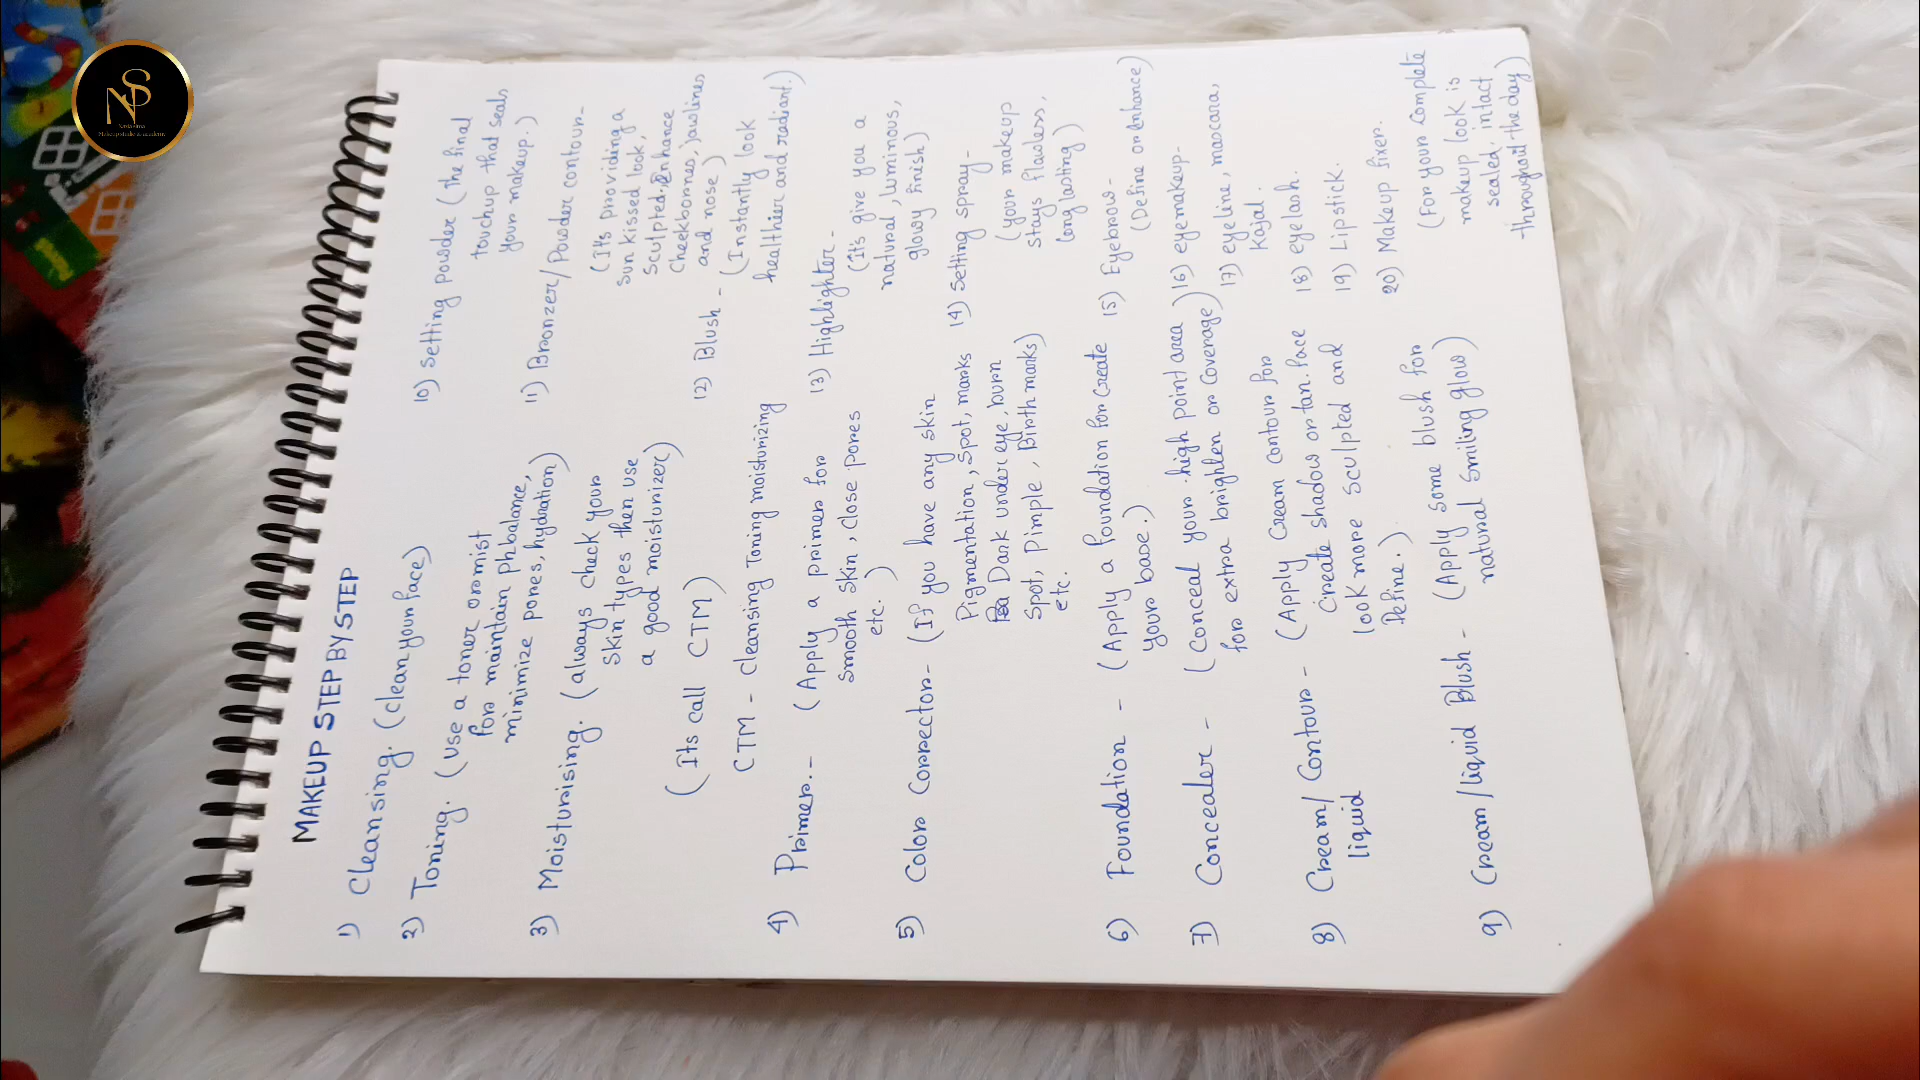 MAKEUP STEP BY STEP
1) Cleansing. (clean your face)
2) Toning. (use a toner or mist
for maintain ph balance,
minimize pores, hydration)
3) Moisturising. (always check your
skin types then use
a good moisturizer)
(Its call CTM)
CTM - cleansing Toning moisturizing
4) Primer. - (Apply a primer for
smooth skin, close pores
etc.)
5) Color Corrector - (If you have any skin
Pigmentation, spot, marks
Dark under eye, burn
spot, Pimple, Birth marks)
etc.
6) Foundation - (Apply a foundation for create
your base.)
7) Concealer - (Conceal your high point area)
for extra brighten or coverage)
8) Cream/ Contour - (Apply Cream contour for
liquid create shadow or tan. face
look more sculpted and
define.)
9) Cream/liquid Blush - (Apply some blush for
natural smiling glow)
10) setting powder (the final
touchup that seals
your makeup.)
11) Bronzer/Powder contour -
(It's providing a
sun kissed look,
sculpted, enhance
cheekbones, jawlines
and nose)
12) Blush - (Instantly look
healthier and radiant.)
13) Highlighter -
(It's give you a
natural, luminous,
glowy finish)
14) Setting spray -
(your makeup
stays flawless,
long lasting)
15) Eyebrow -
(Define or enhance)
16) eyemakeup -
17) eyeline, mascara,
Kajal.
18) eyelash.
19) Lipstick.
20) Makeup fixer.
(For your complete
makeup look is
sealed, intact
throughout the day)
NS
Makeup studio & academy